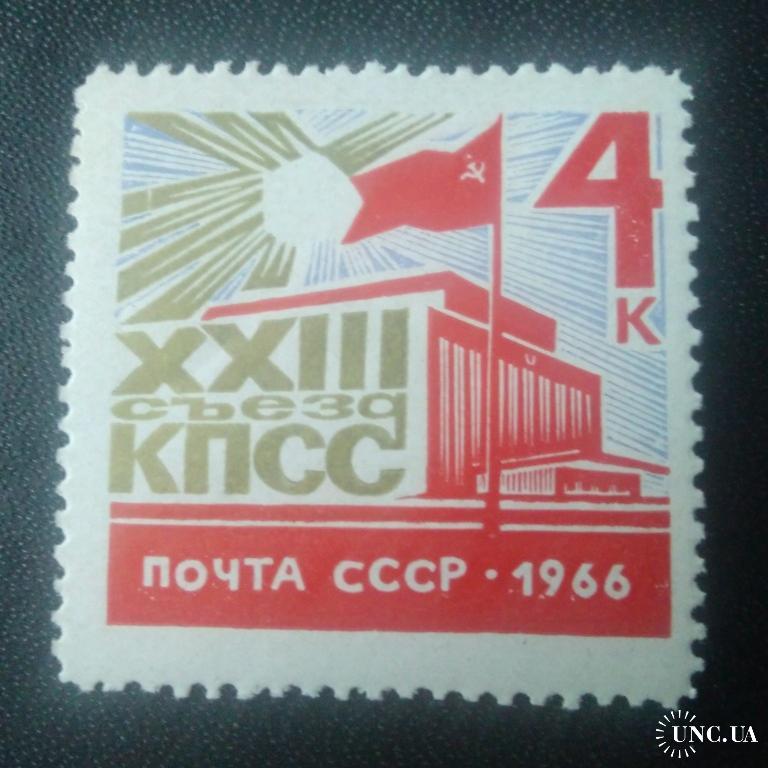 4
К
XXIII
съезд
КПСС
ПОЧТА СССР · 1966
UNC.UA